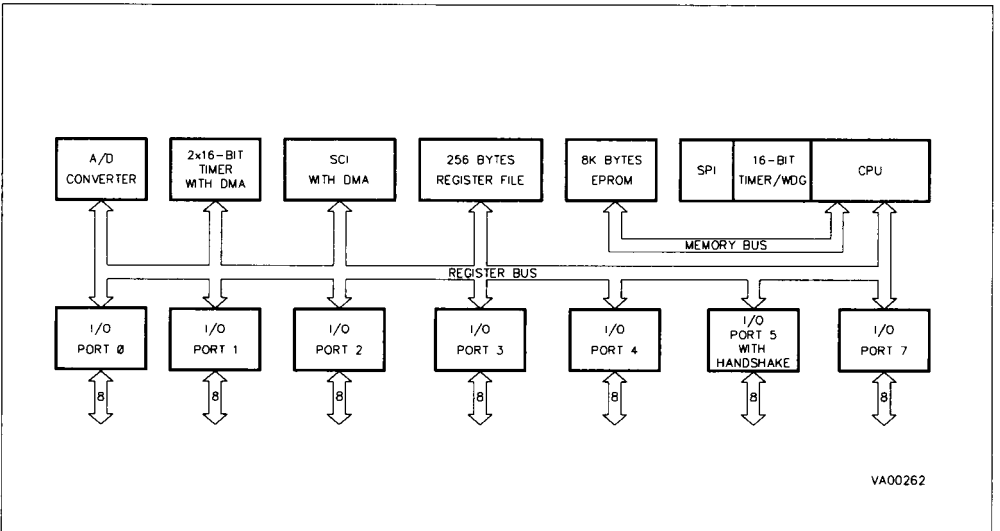 A/D
CONVERTER
2x16-BIT
TIMER
WITH DMA
SCI
WITH DMA
256 BYTES
REGISTER FILE
8K BYTES
EPROM
SPI
16-BIT
TIMER/WDG
CPU
MEMORY BUS
REGISTER BUS
I/O
PORT 0
I/O
PORT 1
I/O
PORT 2
I/O
PORT 3
I/O
PORT 4
I/O
PORT 5
WITH
HANDSHAKE
I/O
PORT 7
8
8
8
8
8
8
8
VA00262